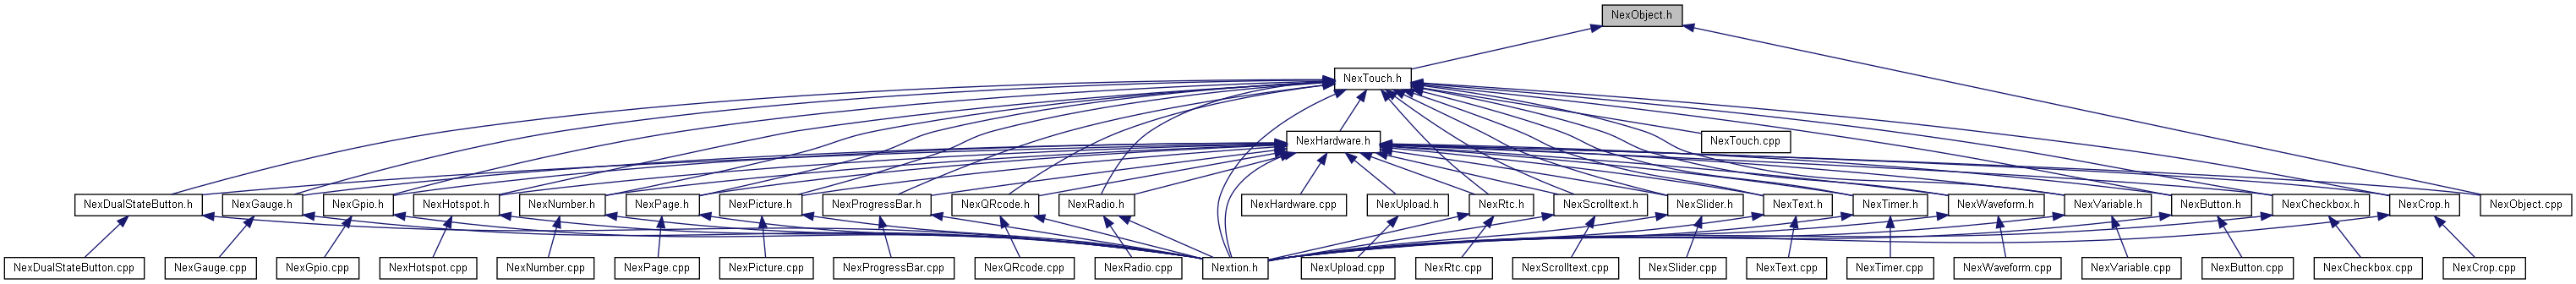 NexObject.h
NexTouch.h
NexHardware.h
NexTouch.cpp
NexDualStateButton.h
NexGauge.h
NexGpio.h
NexHotspot.h
NexNumber.h
NexPage.h
NexPicture.h
NexProgressBar.h
NexQRcode.h
NexRadio.h
NexHardware.cpp
NexUpload.h
NexRtc.h
NexScrolltext.h
NexSlider.h
NexText.h
NexTimer.h
NexWaveform.h
NexVariable.h
NexButton.h
NexCheckbox.h
NexCrop.h
NexObject.cpp
NexDualStateButton.cpp
NexGauge.cpp
NexGpio.cpp
NexHotspot.cpp
NexNumber.cpp
NexPage.cpp
NexPicture.cpp
NexProgressBar.cpp
NexQRcode.cpp
NexRadio.cpp
Nextion.h
NexUpload.cpp
NexRtc.cpp
NexScrolltext.cpp
NexSlider.cpp
NexText.cpp
NexTimer.cpp
NexWaveform.cpp
NexVariable.cpp
NexButton.cpp
NexCheckbox.cpp
NexCrop.cpp